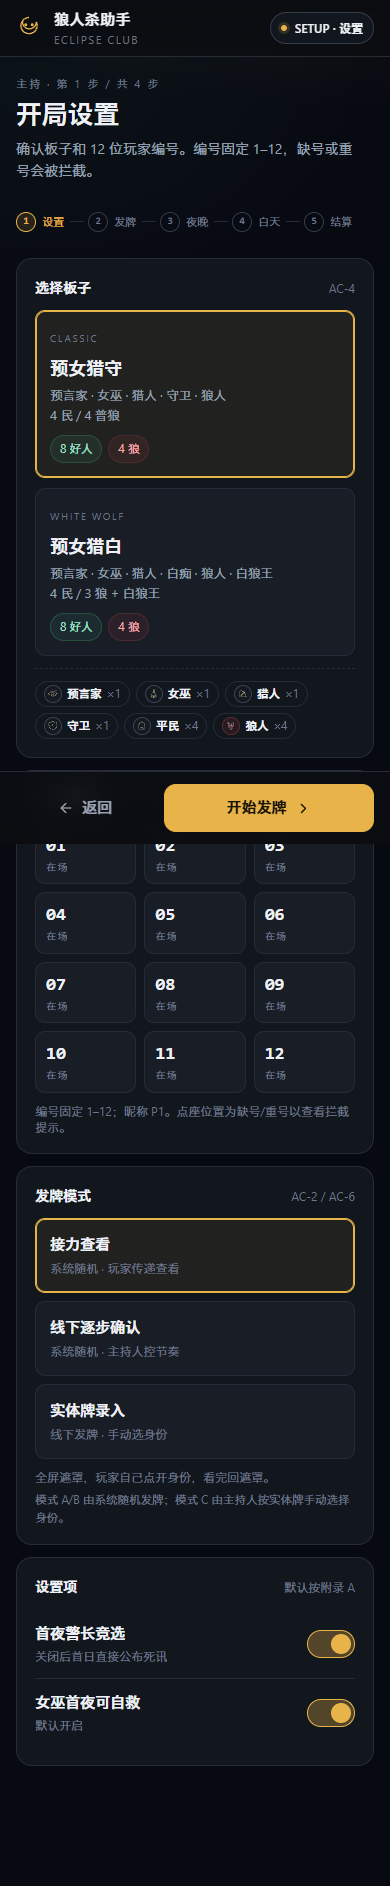 狼人杀助手
ECLIPSE CLUB
SETUP · 设置
主持 · 第 1 步 / 共 4 步
开局设置
确认板子和 12 位玩家编号。编号固定 1–12，缺号或重
号会被拦截。
1 设置 2 发牌 3 夜晚 4 白天 5 结算
选择板子 AC-4
CLASSIC
预女猎守
预言家 · 女巫 · 猎人 · 守卫 · 狼人
4 民 / 4 普狼
8 好人 4 狼
WHITE WOLF
预女猎白
预言家 · 女巫 · 猎人 · 白痴 · 狼人 · 白狼王
4 民 / 3 狼 + 白狼王
8 好人 4 狼
预言家 ×1 女巫 ×1 猎人 ×1
守卫 ×1 平民 ×4 狼人 ×4
← 返回 开始发牌 >
01 02 03
在场 在场 在场
04 05 06
在场 在场 在场
07 08 09
在场 在场 在场
10 11 12
在场 在场 在场
编号固定 1–12；昵称 P1。点座位置为缺号/重号以查看拦截
提示。
发牌模式 AC-2 / AC-6
接力查看
系统随机 · 玩家传递查看
线下逐步确认
系统随机 · 主持人控节奏
实体牌录入
线下发牌 · 手动选身份
全屏遮罩，玩家自己点开身份，看完回遮罩。
模式 A/B 由系统随机发牌；模式 C 由主持人按实体牌手动选择
身份。
设置项 默认按附录 A
首夜警长竞选
关闭后首日直接公布死讯
女巫首夜可自救
默认开启